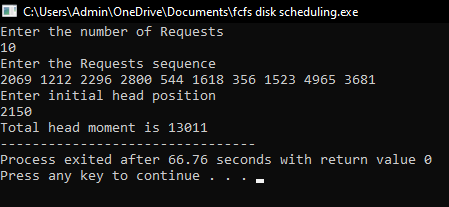 C:\Users\Admin\OneDrive\Documents\fcfs disk scheduling.exe
Enter the number of Requests
10
Enter the Requests sequence
2069 1212 2296 2800 544 1618 356 1523 4965 3681
Enter initial head position
2150
Total head moment is 13011
--------------------------------
Process exited after 66.76 seconds with return value 0
Press any key to continue . . .